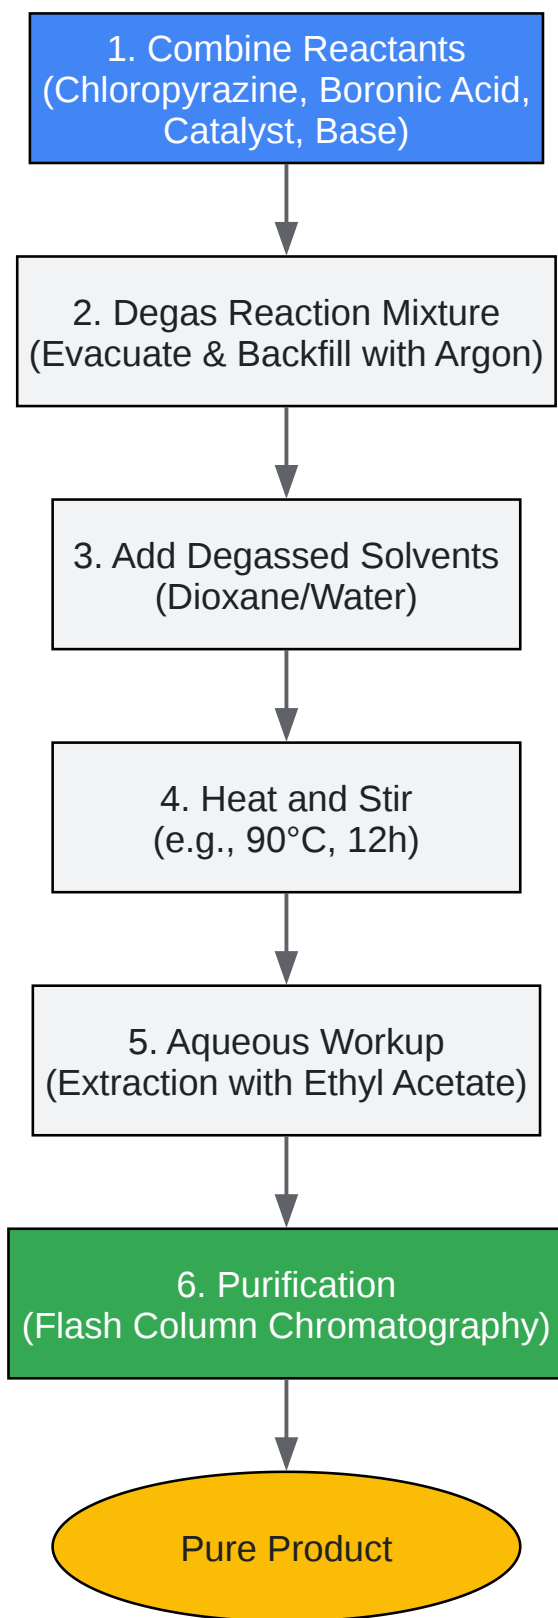 1. Combine Reactants
(Chloropyrazine, Boronic Acid,
Catalyst, Base)
2. Degas Reaction Mixture
(Evacuate & Backfill with Argon)
3. Add Degassed Solvents
(Dioxane/Water)
4. Heat and Stir
(e.g., 90°C, 12h)
5. Aqueous Workup
(Extraction with Ethyl Acetate)
6. Purification
(Flash Column Chromatography)
Pure Product